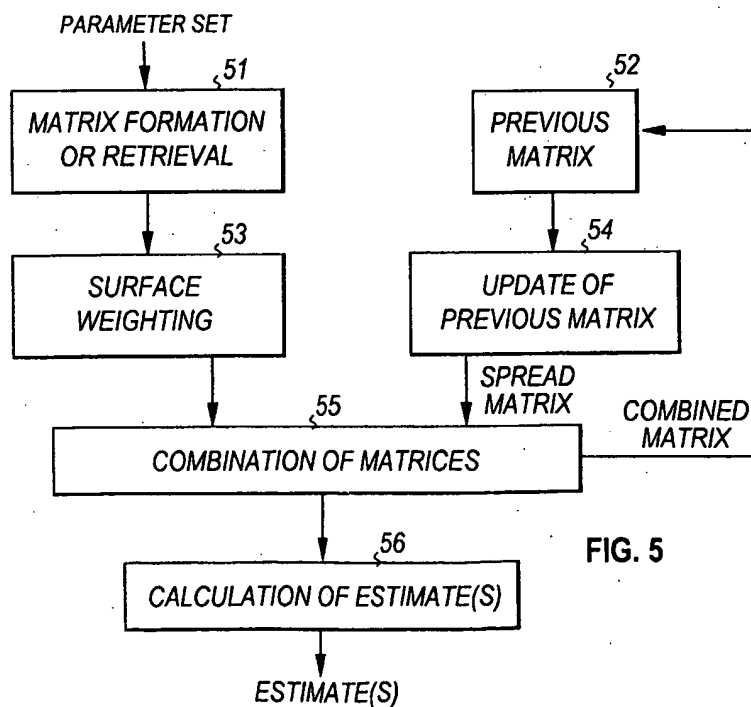 PARAMETER SET
51
MATRIX FORMATION
OR RETRIEVAL
52
PREVIOUS
MATRIX
53
SURFACE
WEIGHTING
54
UPDATE OF
PREVIOUS MATRIX
SPREAD
MATRIX
COMBINED
MATRIX
55
COMBINATION OF MATRICES
56
CALCULATION OF ESTIMATE(S)
FIG. 5
ESTIMATE(S)